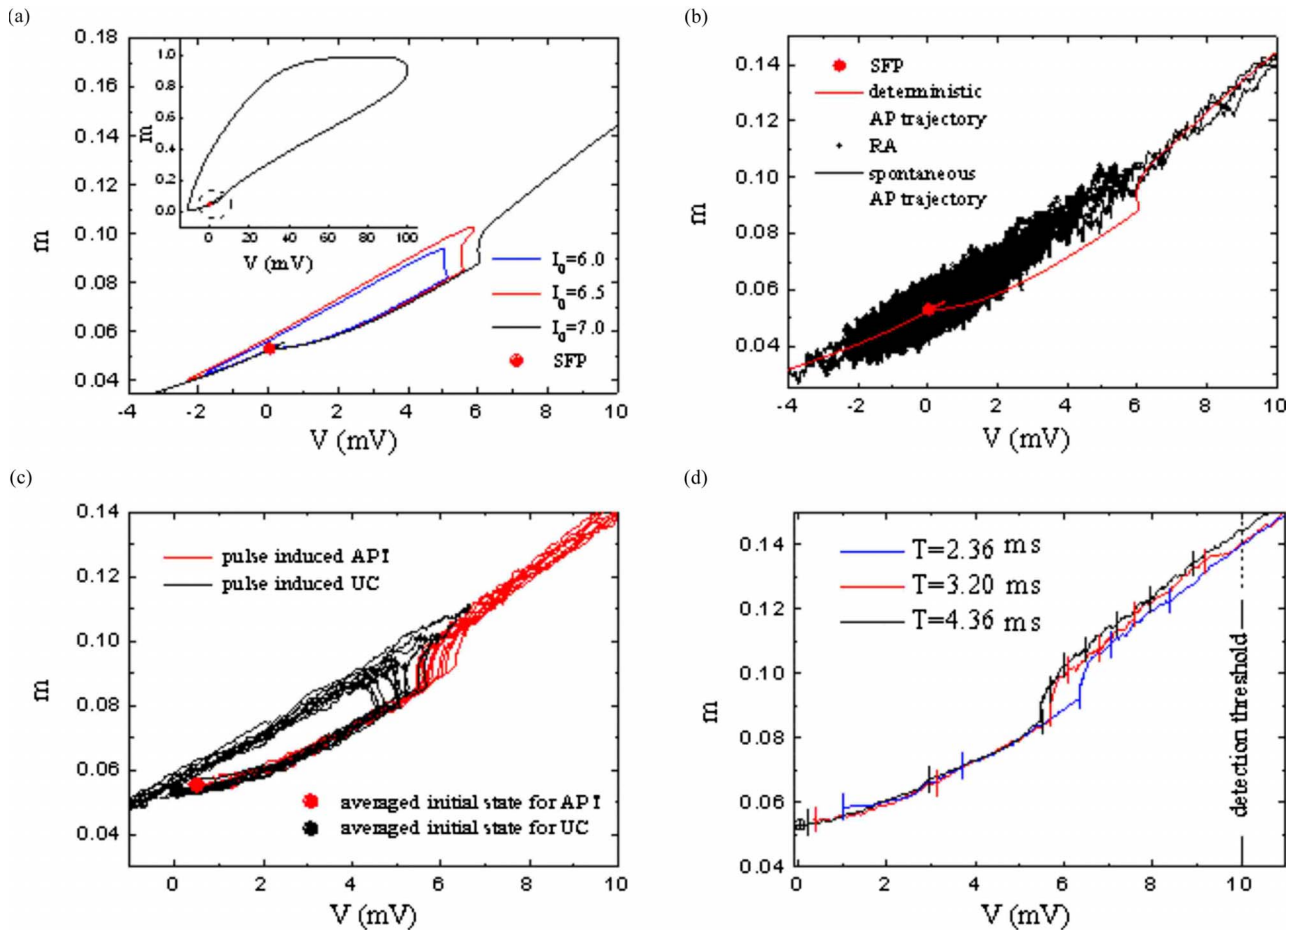 (a)
0.18
0.16
0.14
0.12
0.10
0.08
0.06
0.04
m
-4
-2
0
2
4
6
8
10
V (mV)
1.0
0.8
0.6
0.4
0.2
0.0
m
0
20
40
60
80
100
V (mV)
I₀=6.0
I₀=6.5
I₀=7.0
SFP
(b)
0.14
0.12
0.10
0.08
0.06
0.04
m
-4
-2
0
2
4
6
8
10
V (mV)
SFP
deterministic
AP trajectory
RA
spontaneous
AP trajectory
(c)
0.14
0.12
0.10
0.08
0.06
0.04
m
0
2
4
6
8
10
V (mV)
pulse induced API
pulse induced UC
averaged initial state for API
averaged initial state for UC
(d)
0.14
0.12
0.10
0.08
0.06
0.04
m
0
2
4
6
8
10
V (mV)
T=2.36 ms
T=3.20 ms
T=4.36 ms
detection threshold